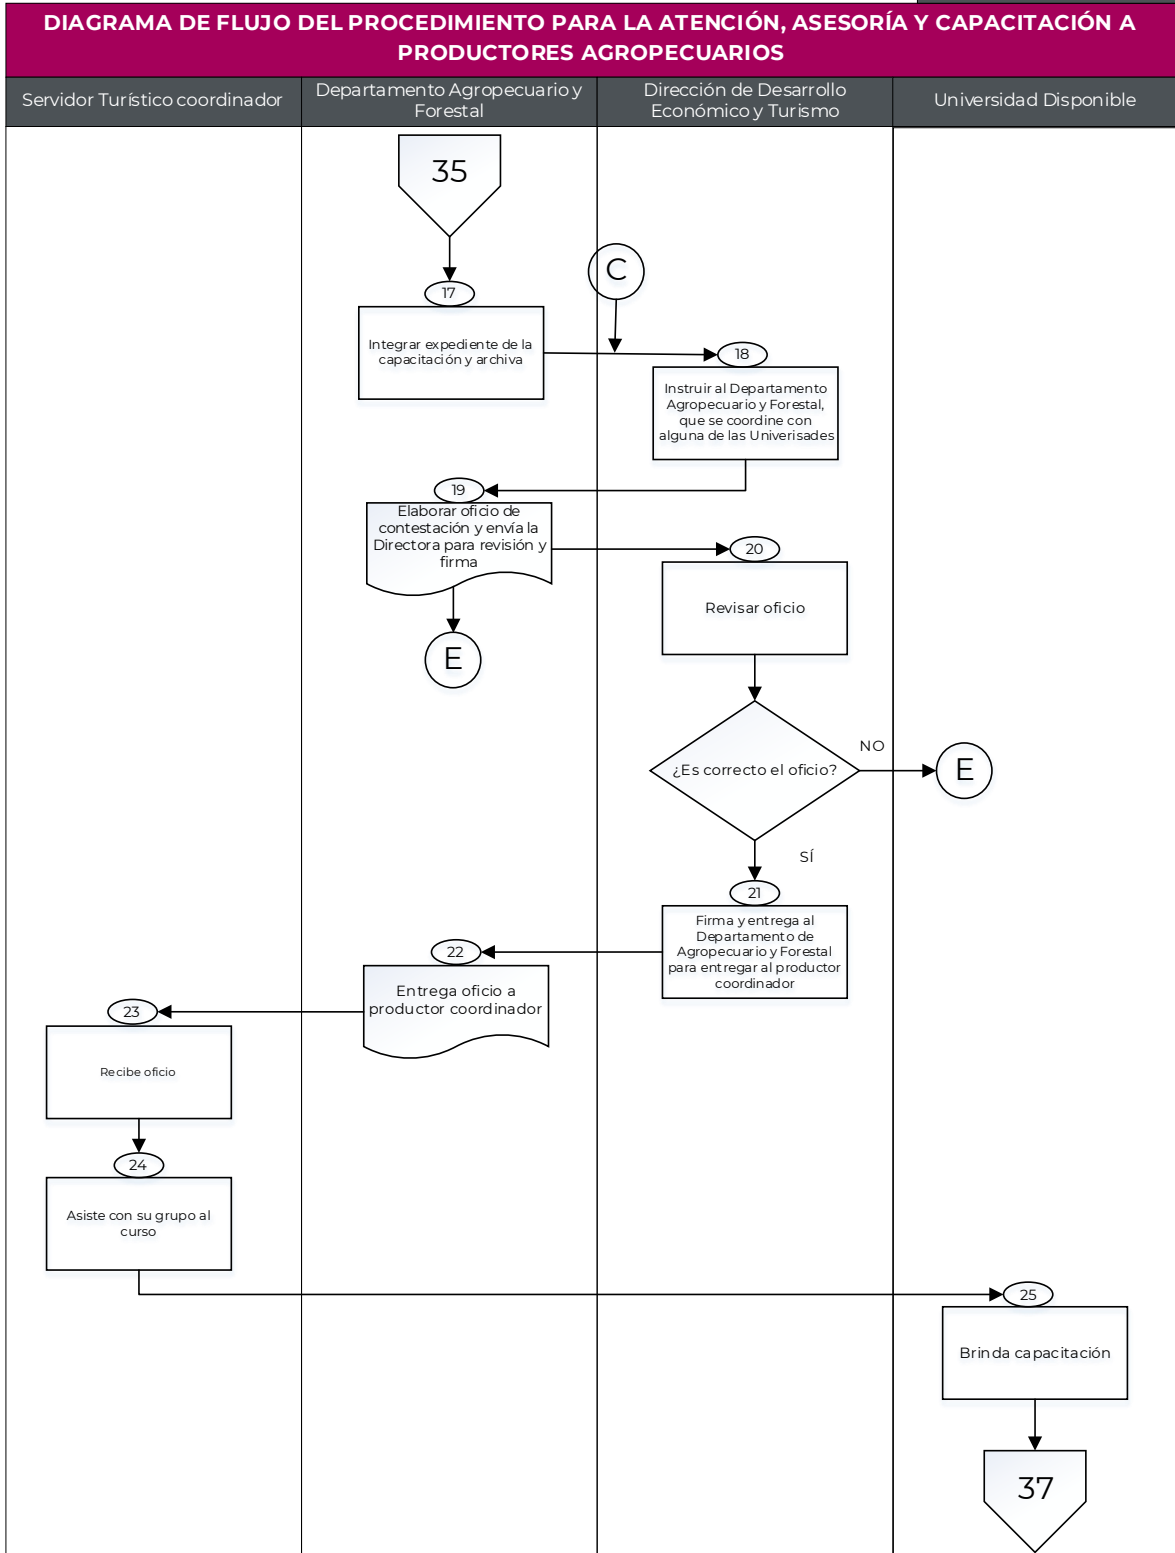 DIAGRAMA DE FLUJO DEL PROCEDIMIENTO PARA LA ATENCIÓN, ASESORÍA Y CAPACITACIÓN A
PRODUCTORES AGROPECUARIOS
Servidor Turístico coordinador
Departamento Agropecuario y
Forestal
Dirección de Desarrollo
Económico y Turismo
Universidad Disponible
35
C
17
Integrar expediente de la
capacitación y archiva
18
Instruir al Departamento
Agropecuario y Forestal,
que se coordine con
alguna de las Univerisades
19
Elaborar oficio de
contestación y envía la
Directora para revisión y
firma
20
Revisar oficio
E
¿Es correcto el oficio?
NO
E
SÍ
21
Firma y entrega al
Departamento de
Agropecuario y Forestal
para entregar al productor
coordinador
22
Entrega oficio a
productor coordinador
23
Recibe oficio
24
Asiste con su grupo al
curso
25
Brinda capacitación
37